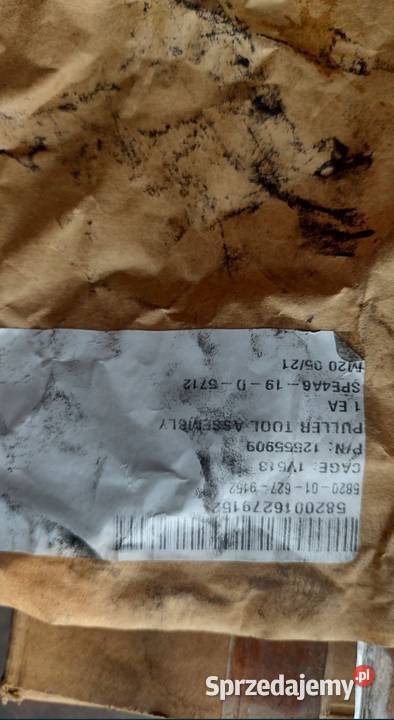 5820016279152
5820-01-627-9152
CAGE: 1V513
P/N: 12555909
PULLER TOOL ASSEMBLY
1 EA
SPE4A6-19-D-5712
M20 05/21
Sprzedajemy.pl